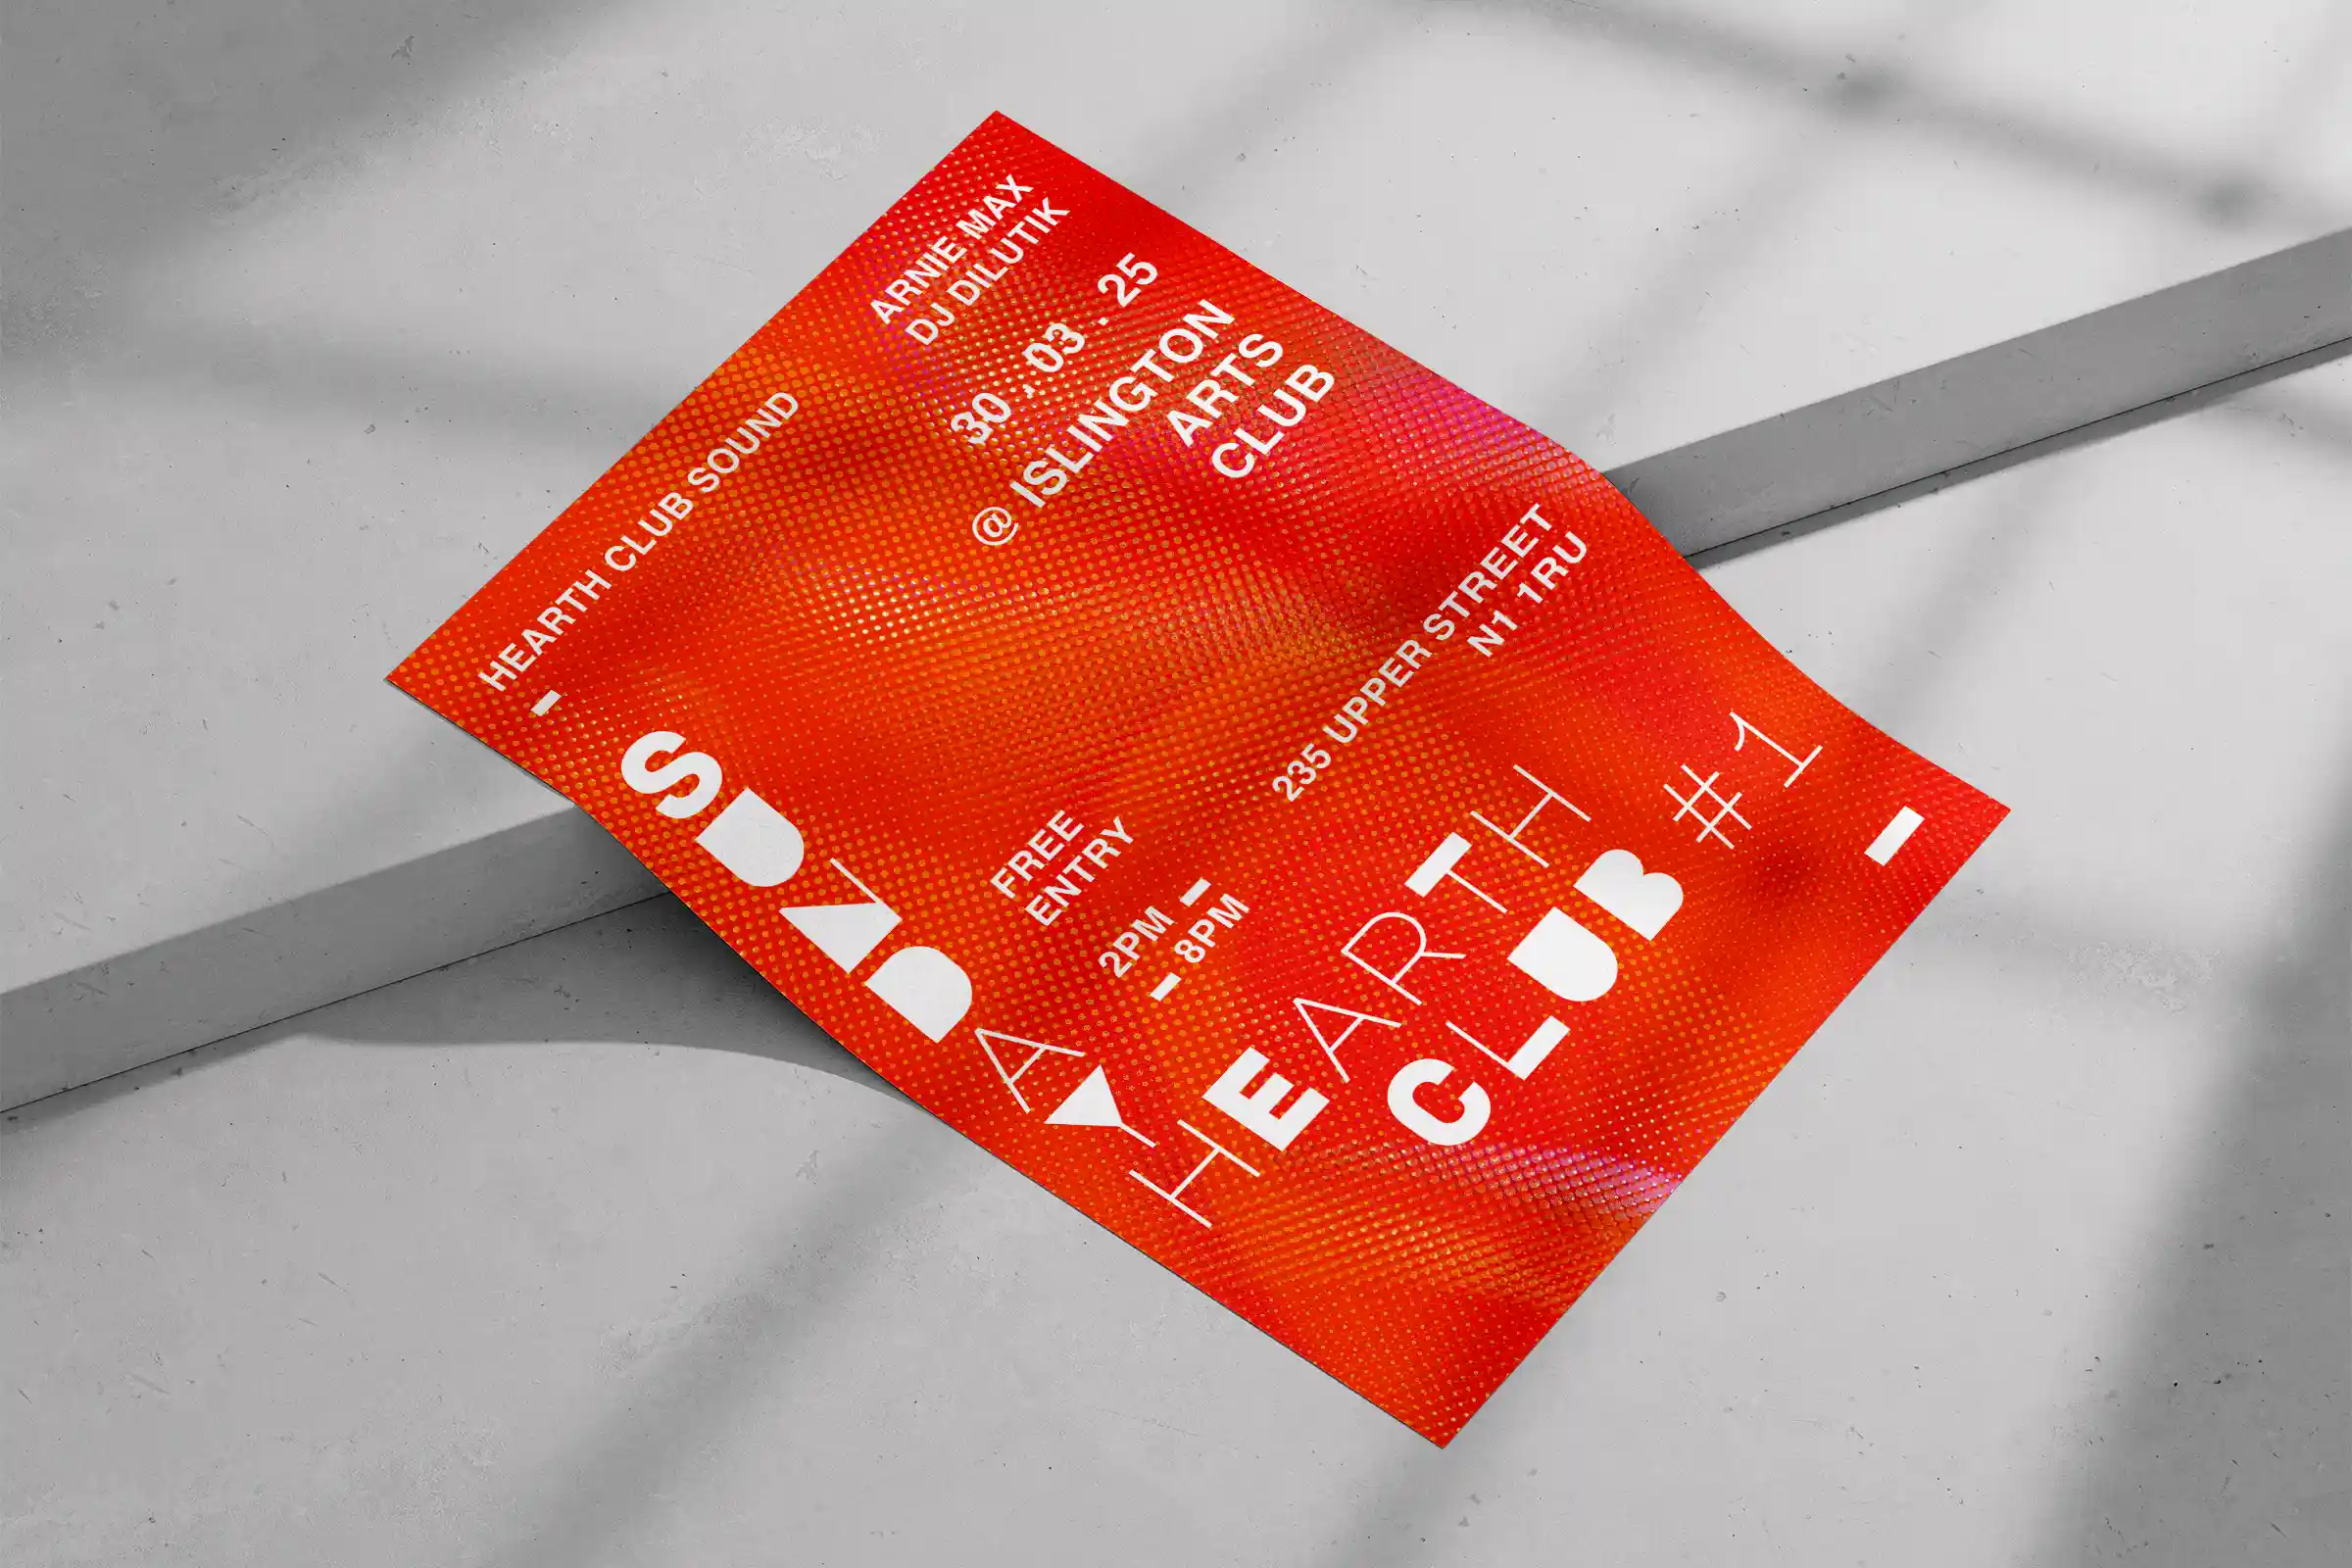 ARNIE MAX
DJ DILUTIK
HEARTH CLUB SOUND
30 . 03 . 25
@ ISLINGTON
ARTS
CLUB
235 UPPER STREET
N1 1RU
SUNDAY
FREE
ENTRY
2PM –
– 8PM
HEARTH
CLUB #1